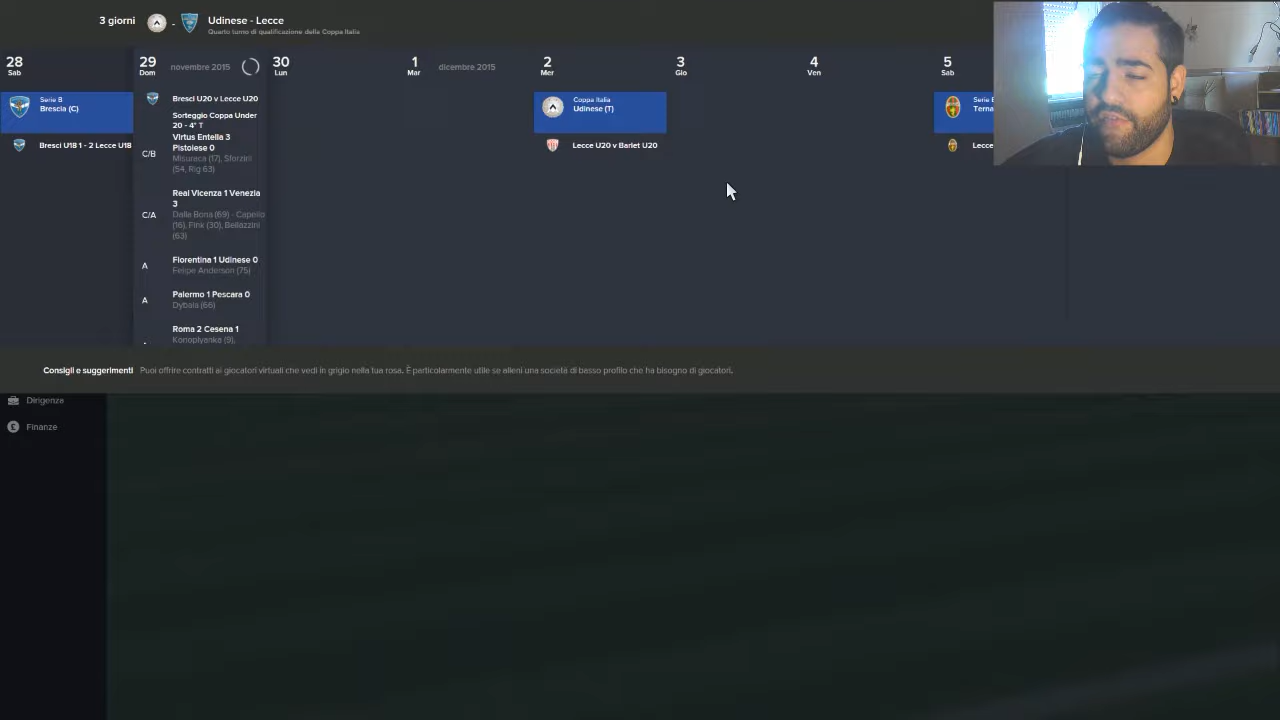 3 giorni
-
Udinese - Lecce
Quarto turno di qualificazione della Coppa Italia
28
Sab
29
Dom
novembre 2015
30
Lun
1
Mar
dicembre 2015
2
Mer
3
Gio
4
Ven
5
Sab
Serie B
Brescia (C)
Bresci U18 1 - 2 Lecce U18
Bresci U20 v Lecce U20
Sorteggio Coppa Under
20 - 4° T
C/B
Virtus Entella 3
Pistoiese 0
Misuraca (17), Sforzini
(54, Rig 63)
C/A
Real Vicenza 1 Venezia
3
Dalla Bona (69) - Capello
(16), Fink (30), Bellazzini
(63)
A
Fiorentina 1 Udinese 0
Felipe Anderson (75)
A
Palermo 1 Pescara 0
Dybala (66)
Roma 2 Cesena 1
Konoplyanka (9),
Coppa Italia
Udinese (T)
Lecce U20 v Barlet U20
Serie B
Terna
Lecce
Consigli e suggerimenti
Puoi offrire contratti ai giocatori virtuali che vedi in grigio nella tua rosa. È particolarmente utile se alleni una società di basso profilo che ha bisogno di giocatori.
Dirigenza
£ Finanze